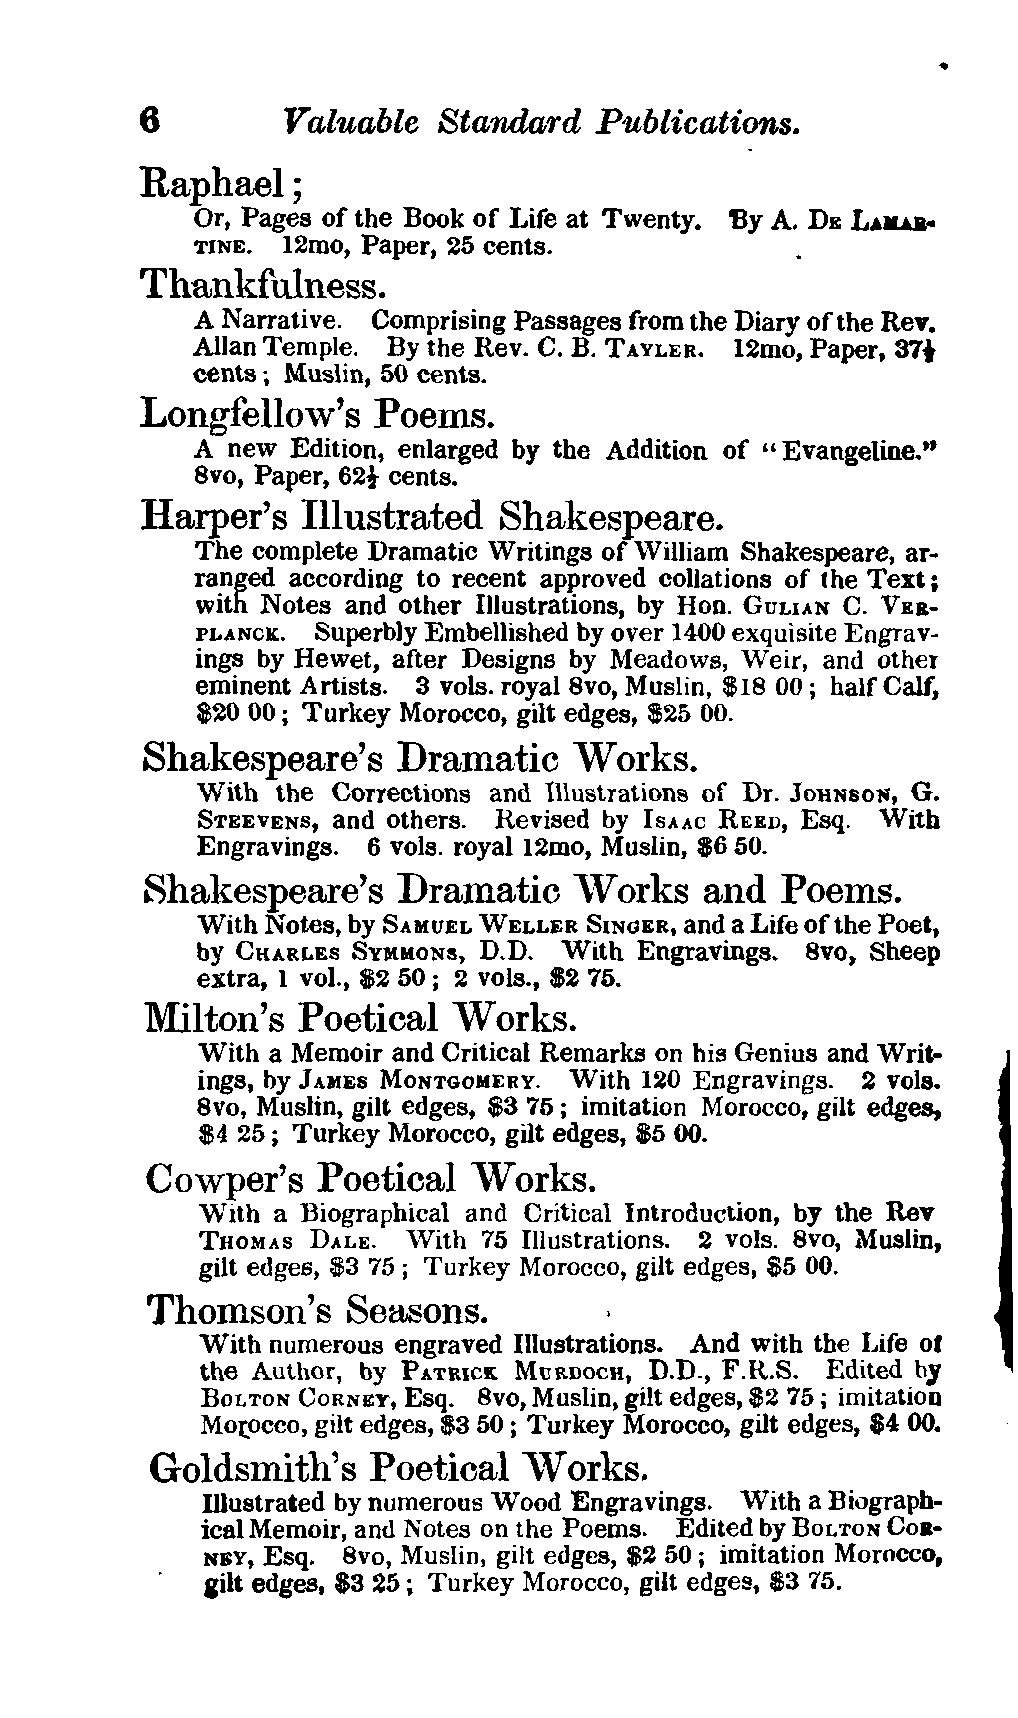 6 Valuable Standard Publications.
Raphael;
Or, Pages of the Book of Life at Twenty. By A. DE LAMAR-
TINE. 12mo, Paper, 25 cents.
Thankfulness.
A Narrative. Comprising Passages from the Diary of the Rev.
Allan Temple. By the Rev. C. B. TAYLER. 12mo, Paper, 37½
cents; Muslin, 50 cents.
Longfellow's Poems.
A new Edition, enlarged by the Addition of "Evangeline."
8vo, Paper, 62½ cents.
Harper's Illustrated Shakespeare.
The complete Dramatic Writings of William Shakespeare, ar-
ranged according to recent approved collations of the Text;
with Notes and other Illustrations, by Hon. GULIAN C. VER-
PLANCK. Superbly Embellished by over 1400 exquisite Engrav-
ings by Hewet, after Designs by Meadows, Weir, and other
eminent Artists. 3 vols. royal 8vo, Muslin, $18 00; half Calf,
$20 00; Turkey Morocco, gilt edges, $25 00.
Shakespeare's Dramatic Works.
With the Corrections and Illustrations of Dr. JOHNSON, G.
STEEVENS, and others. Revised by ISAAC REED, Esq. With
Engravings. 6 vols. royal 12mo, Muslin, $6 50.
Shakespeare's Dramatic Works and Poems.
With Notes, by SAMUEL WELLER SINGER, and a Life of the Poet,
by CHARLES SYMMONS, D.D. With Engravings. 8vo, Sheep
extra, 1 vol., $2 50; 2 vols., $2 75.
Milton's Poetical Works.
With a Memoir and Critical Remarks on his Genius and Writ-
ings, by JAMES MONTGOMERY. With 120 Engravings. 2 vols.
8vo, Muslin, gilt edges, $3 75; imitation Morocco, gilt edges,
$4 25; Turkey Morocco, gilt edges, $5 00.
Cowper's Poetical Works.
With a Biographical and Critical Introduction, by the Rev
THOMAS DALE. With 75 Illustrations. 2 vols. 8vo, Muslin,
gilt edges, $3 75; Turkey Morocco, gilt edges, $5 00.
Thomson's Seasons.
With numerous engraved Illustrations. And with the Life of
the Author, by PATRICK MURDOCH, D.D., F.R.S. Edited by
BOLTON CORNEY, Esq. 8vo, Muslin, gilt edges, $2 75; imitation
Morocco, gilt edges, $3 50; Turkey Morocco, gilt edges, $4 00.
Goldsmith's Poetical Works.
Illustrated by numerous Wood Engravings. With a Biograph-
ical Memoir, and Notes on the Poems. Edited by BOLTON COR-
NEY, Esq. 8vo, Muslin, gilt edges, $2 50; imitation Morocco,
gilt edges, $3 25; Turkey Morocco, gilt edges, $3 75.